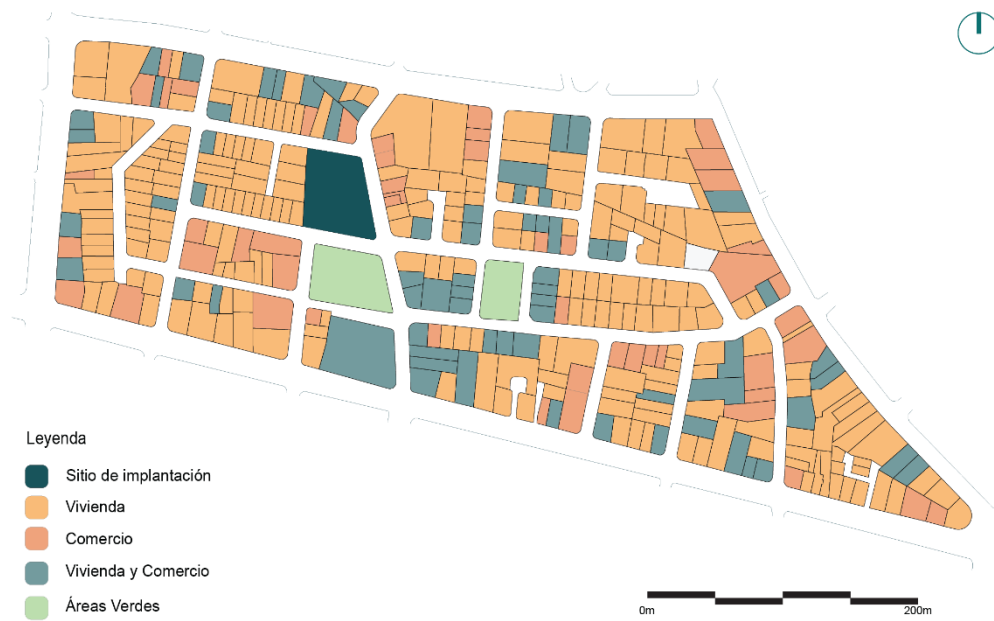 Leyenda
Sitio de implantación
Vivienda
Comercio
Vivienda y Comercio
Áreas Verdes
0m
200m